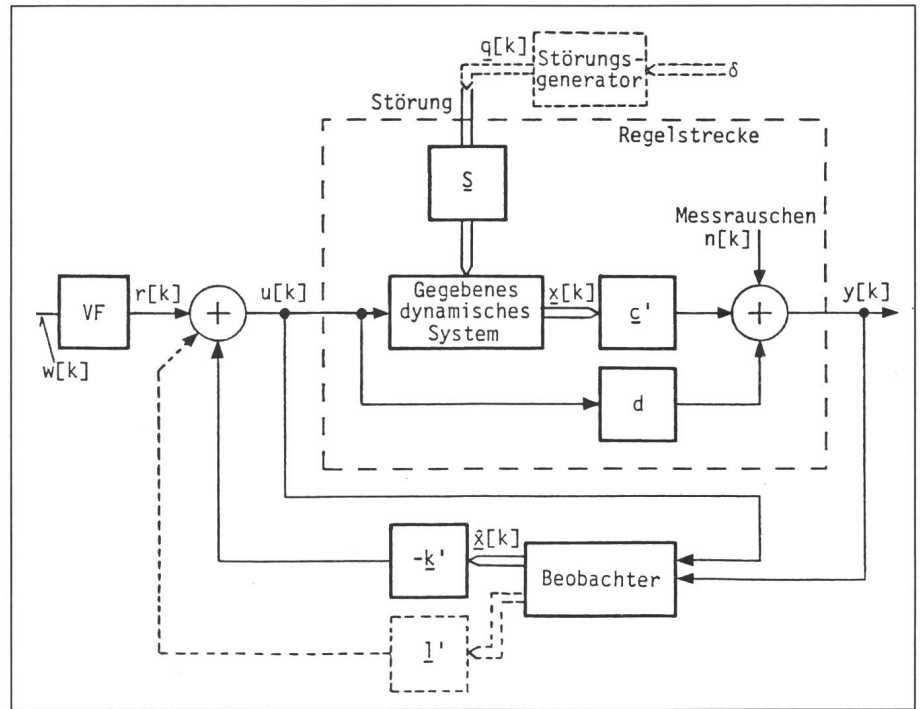 q[k]
Störungs-
generator
δ
Störung
Regelstrecke
S
Messrauschen
n[k]
w[k]
VF
r[k]
+
u[k]
Gegebenes
dynamisches
System
x[k]
c'
+
y[k]
d
-k'
x̂[k]
Beobachter
l'